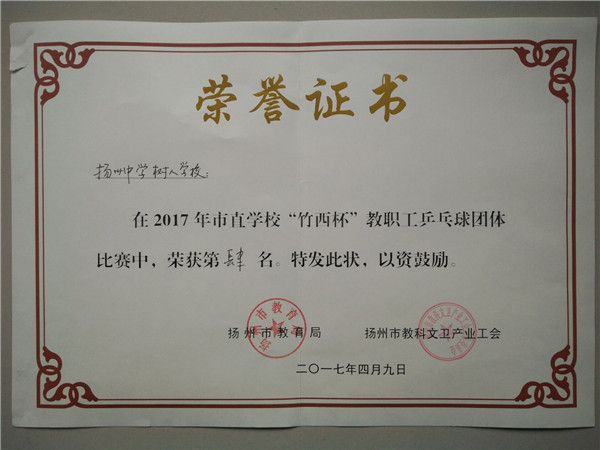 荣誉证书
扬州中学树人学校:
在2017年市直学校“竹西杯”教职工乒乓球团体
比赛中，荣获第肆名。特发此状，以资鼓励。
扬州市教育局 扬州市教科文卫产业工会
二〇一七年四月九日